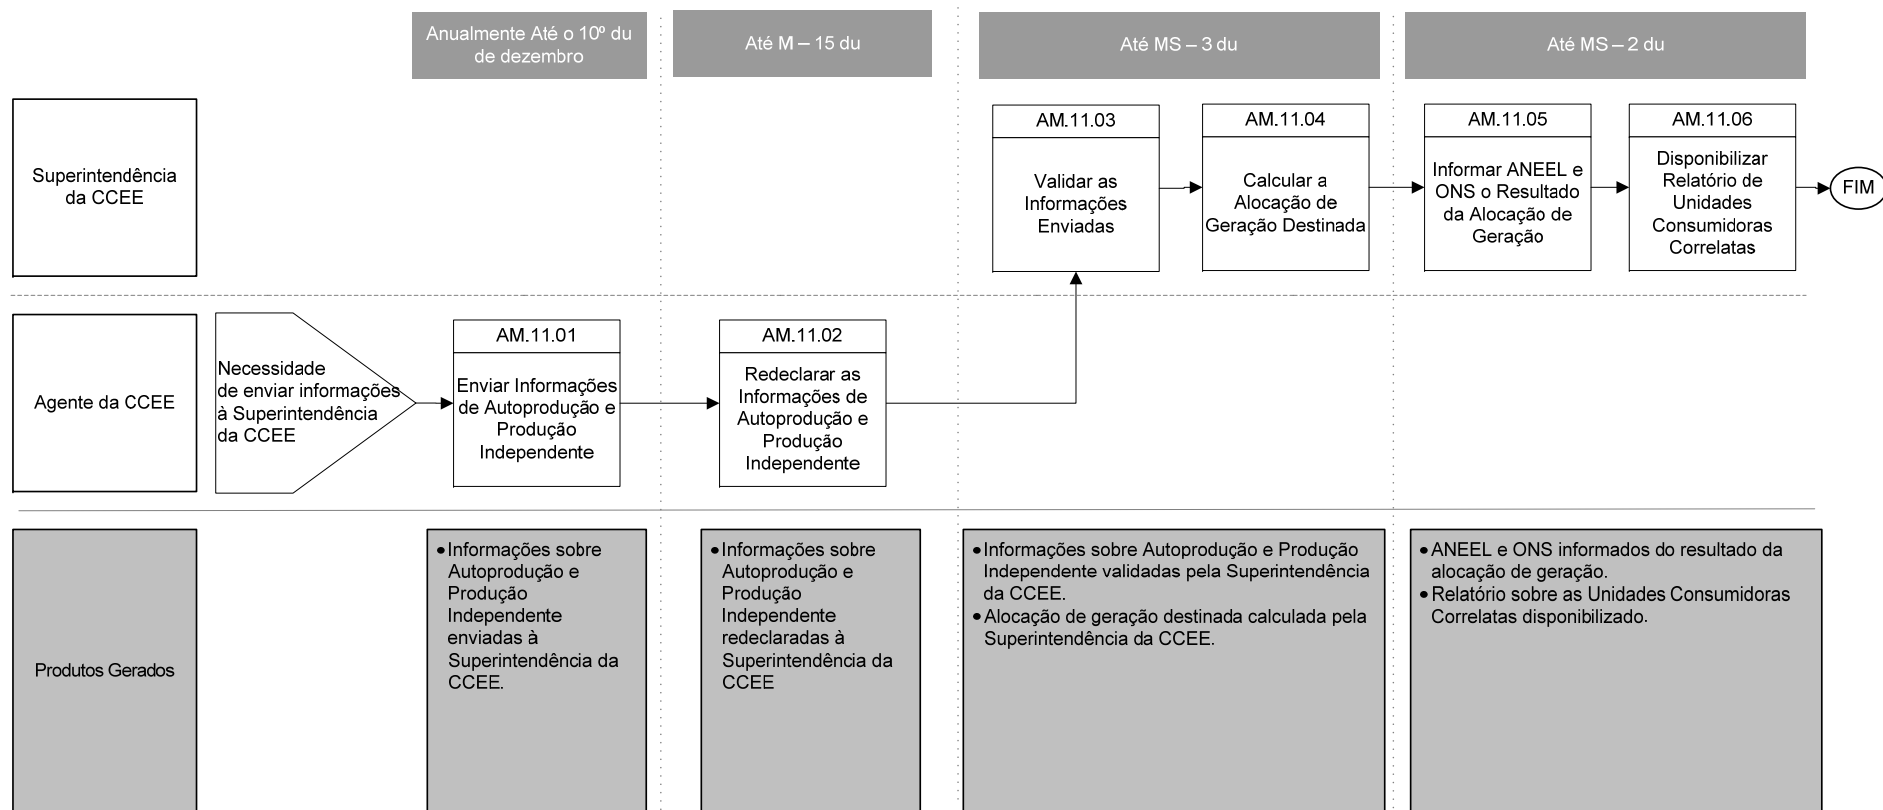 Anualmente Até o 10º du
de dezembro
Até M – 15 du
Até MS – 3 du
Até MS – 2 du
Superintendência
da CCEE
AM.11.03
Validar as
Informações
Enviadas
AM.11.04
Calcular a
Alocação de
Geração Destinada
AM.11.05
Informar ANEEL e
ONS o Resultado
da Alocação de
Geração
AM.11.06
Disponibilizar
Relatório de
Unidades
Consumidoras
Correlatas
FIM
Agente da CCEE
Necessidade
de enviar informações
à Superintendência
da CCEE
AM.11.01
Enviar Informações
de Autoprodução e
Produção
Independente
AM.11.02
Redeclarar as
Informações de
Autoprodução e
Produção
Independente
Produtos Gerados
•Informações sobre
Autoprodução e
Produção
Independente
enviadas à
Superintendência da
CCEE.
•Informações sobre
Autoprodução e
Produção
Independente
redeclaradas à
Superintendência da
CCEE
•Informações sobre Autoprodução e Produção
Independente validadas pela Superintendência
da CCEE.
•Alocação de geração destinada calculada pela
Superintendência da CCEE.
•ANEEL e ONS informados do resultado da
alocação de geração.
•Relatório sobre as Unidades Consumidoras
Correlatas disponibilizado.